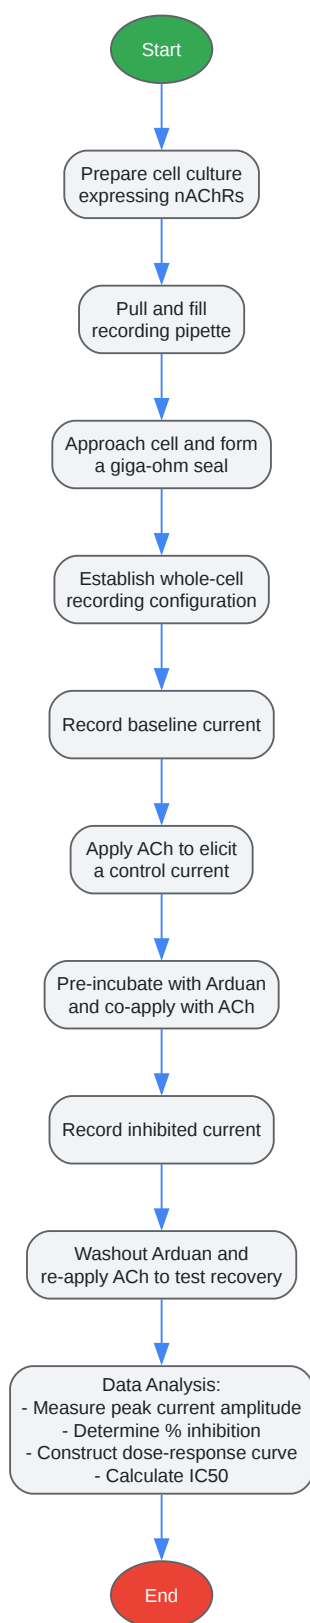 Start
Prepare cell culture
expressing nAChRs
Pull and fill
recording pipette
Approach cell and form
a giga-ohm seal
Establish whole-cell
recording configuration
Record baseline current
Apply ACh to elicit
a control current
Pre-incubate with Arduan
and co-apply with ACh
Record inhibited current
Washout Arduan and
re-apply ACh to test recovery
Data Analysis:
- Measure peak current amplitude
- Determine % inhibition
- Construct dose-response curve
- Calculate IC50
End